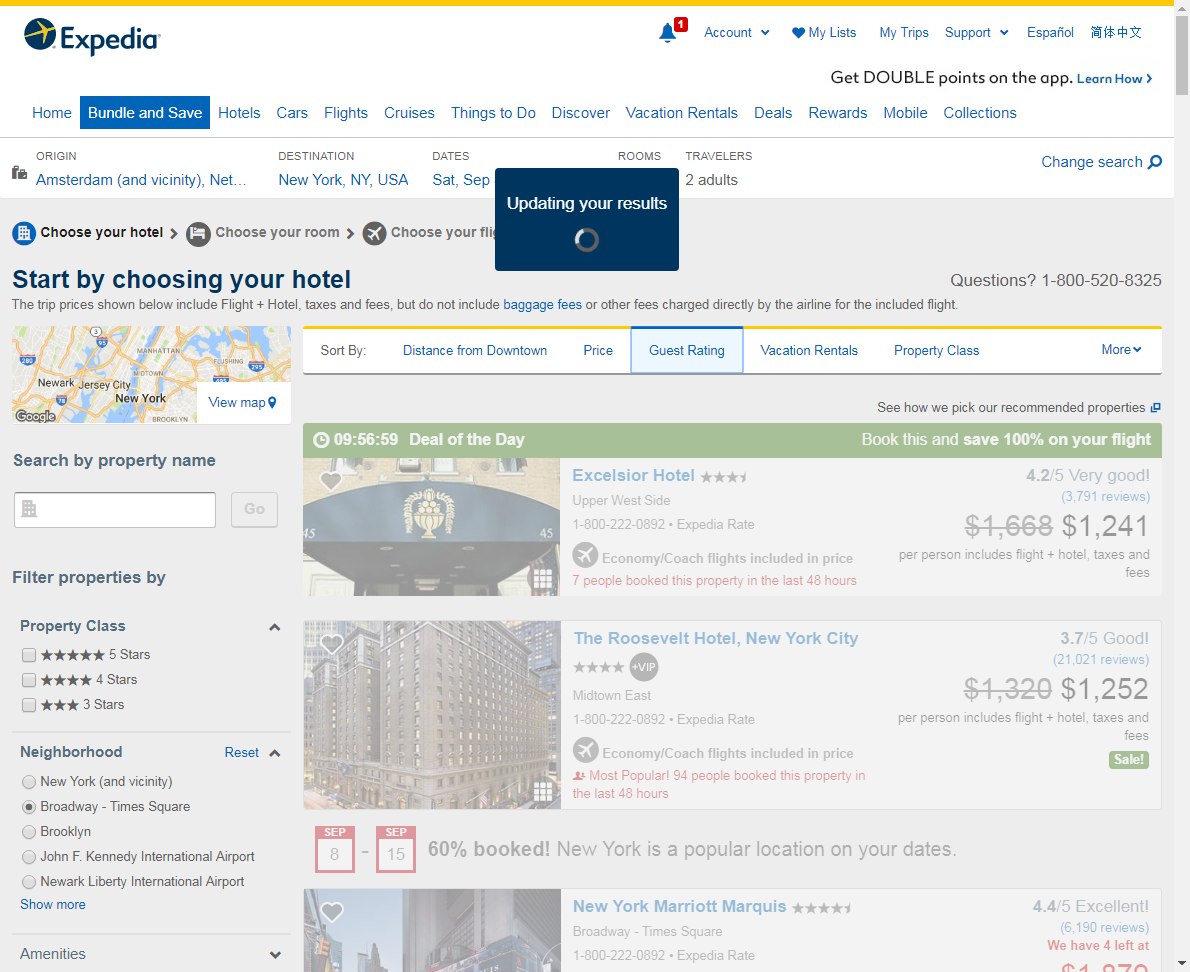 Expedia
1
Account
My Lists
My Trips
Support
Español
简体中文
Get DOUBLE points on the app. Learn How
Home
Bundle and Save
Hotels
Cars
Flights
Cruises
Things to Do
Discover
Vacation Rentals
Deals
Rewards
Mobile
Collections
ORIGIN
Amsterdam (and vicinity), Net...
DESTINATION
New York, NY, USA
DATES
Sat, Sep
ROOMS
TRAVELERS
2 adults
Change search
Updating your results
Choose your hotel
Choose your room
Choose your flig
Start by choosing your hotel
Questions? 1-800-520-8325
The trip prices shown below include Flight + Hotel, taxes and fees, but do not include baggage fees or other fees charged directly by the airline for the included flight.
3
95
MANHATTAN
280
FLUSHING
495
295
MIDTOWN
Newark
Jersey City
78
New York
BROOKLYN
Google
View map
Sort By:
Distance from Downtown
Price
Guest Rating
Vacation Rentals
Property Class
More
See how we pick our recommended properties
Search by property name
Go
Filter properties by
Property Class
5 Stars
4 Stars
3 Stars
Neighborhood
Reset
New York (and vicinity)
Broadway - Times Square
Brooklyn
John F. Kennedy International Airport
Newark Liberty International Airport
Show more
Amenities
09:56:59 Deal of the Day
Book this and save 100% on your flight
45
45
Excelsior Hotel
Upper West Side
1-800-222-0892 • Expedia Rate
Economy/Coach flights included in price
7 people booked this property in the last 48 hours
4.2/5 Very good!
(3,791 reviews)
$1,668 $1,241
per person includes flight + hotel, taxes and
fees
The Roosevelt Hotel, New York City
+VIP
Midtown East
1-800-222-0892 • Expedia Rate
Economy/Coach flights included in price
Most Popular! 94 people booked this property in
the last 48 hours
3.7/5 Good!
(21,021 reviews)
$1,320 $1,252
per person includes flight + hotel, taxes and
fees
Sale!
SEP
8
-
SEP
15
60% booked! New York is a popular location on your dates.
New York Marriott Marquis
Broadway - Times Square
1-800-222-0892 • Expedia Rate
4.4/5 Excellent!
(6,190 reviews)
We have 4 left at